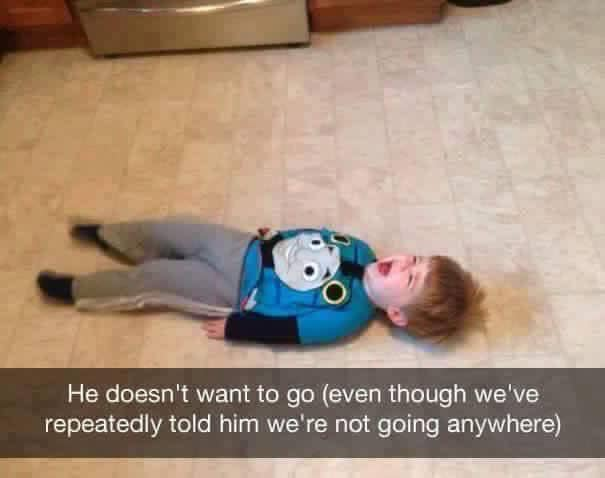 He doesn't want to go (even though we've
repeatedly told him we're not going anywhere)